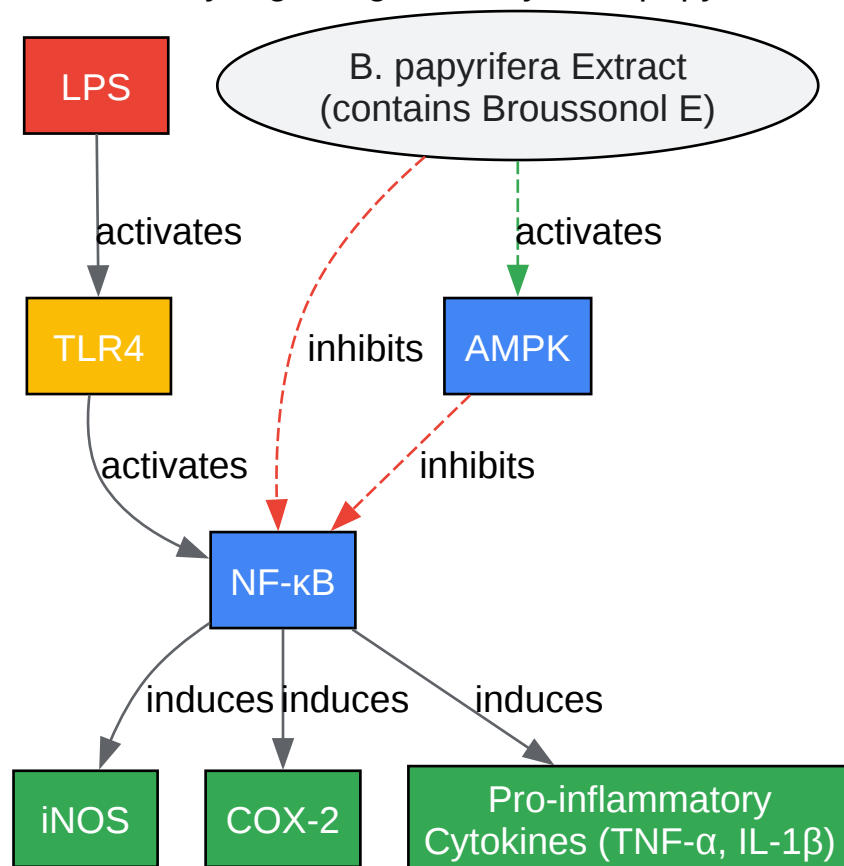 LPS
B. papyrifera Extract
(contains Broussonol E)
activates
activates
TLR4
inhibits
AMPK
activates
inhibits
NF-κB
induces
induces
induces
iNOS
COX-2
Pro-inflammatory
Cytokines (TNF-α, IL-1β)